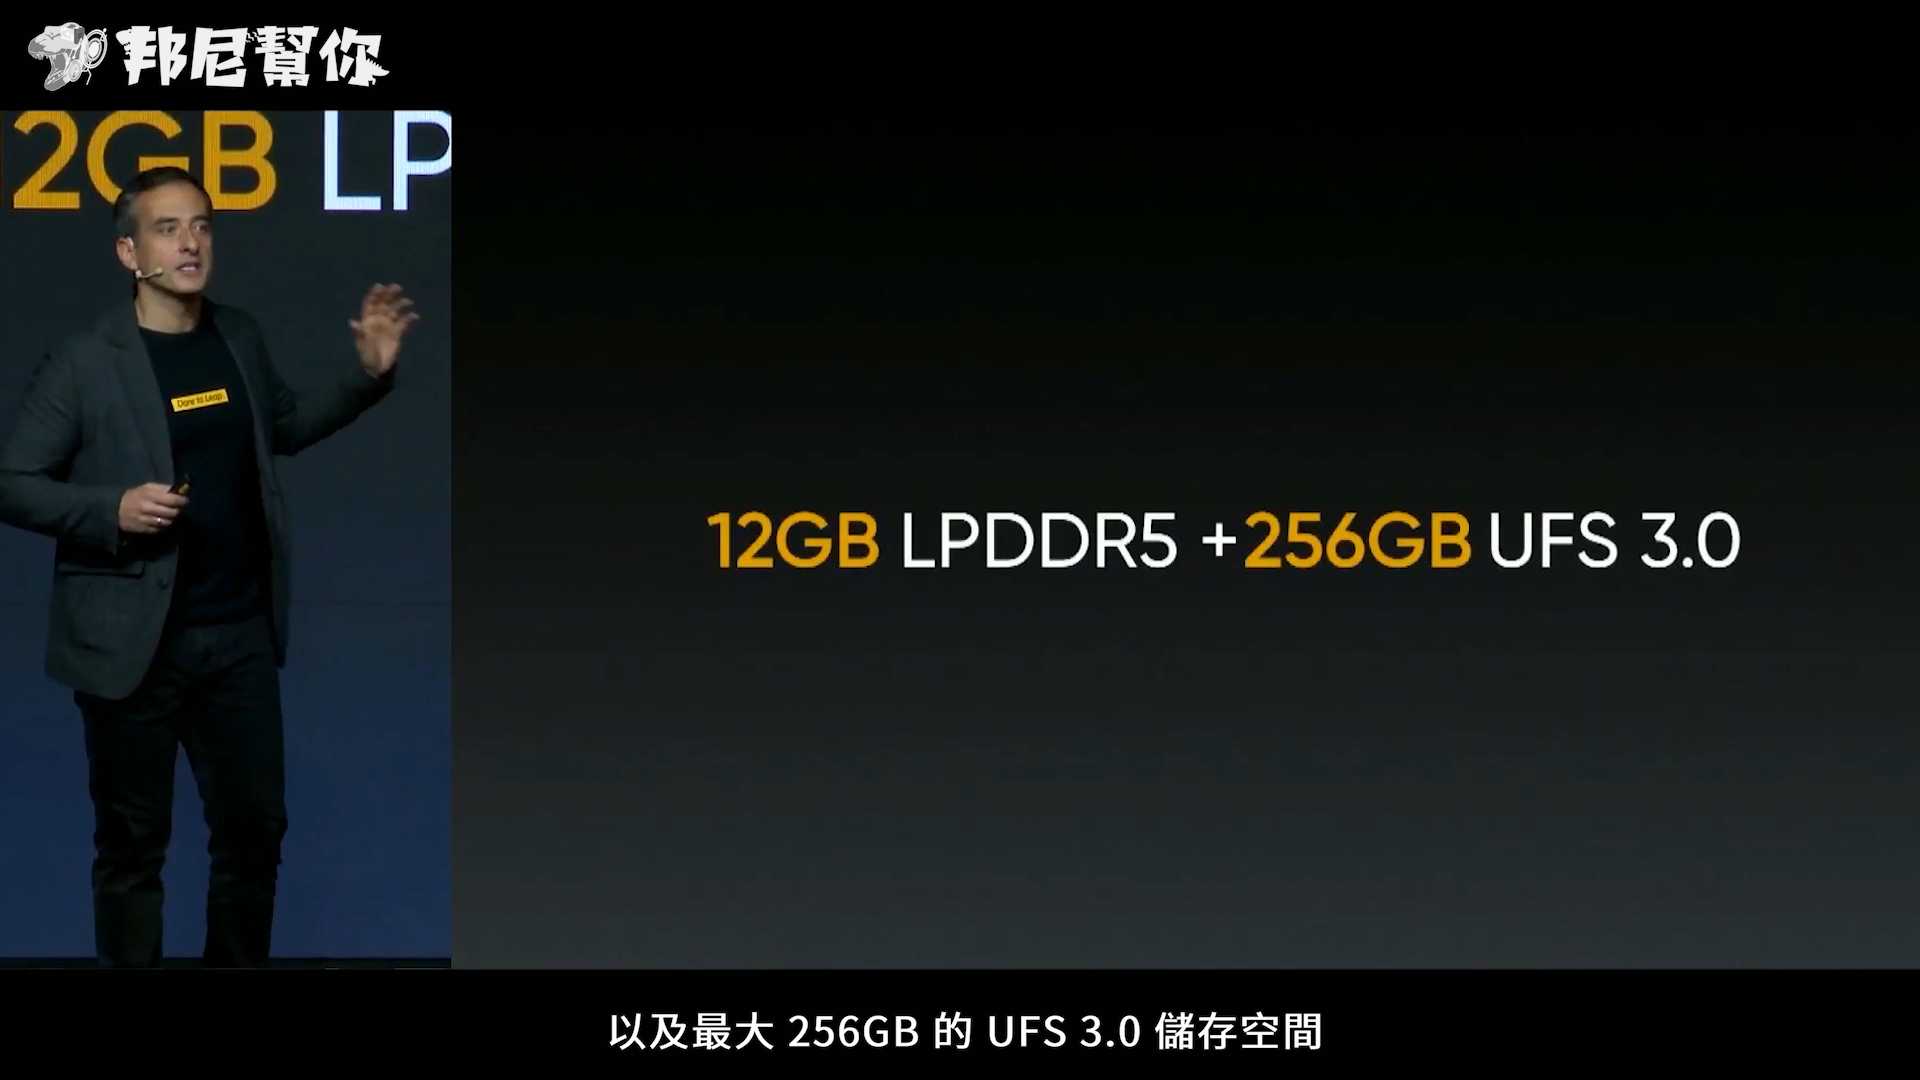 邦尼幫你
2GB LP
Dare to Leap
12GB LPDDR5 +256GB UFS 3.0
以及最大 256GB 的 UFS 3.0 儲存空間